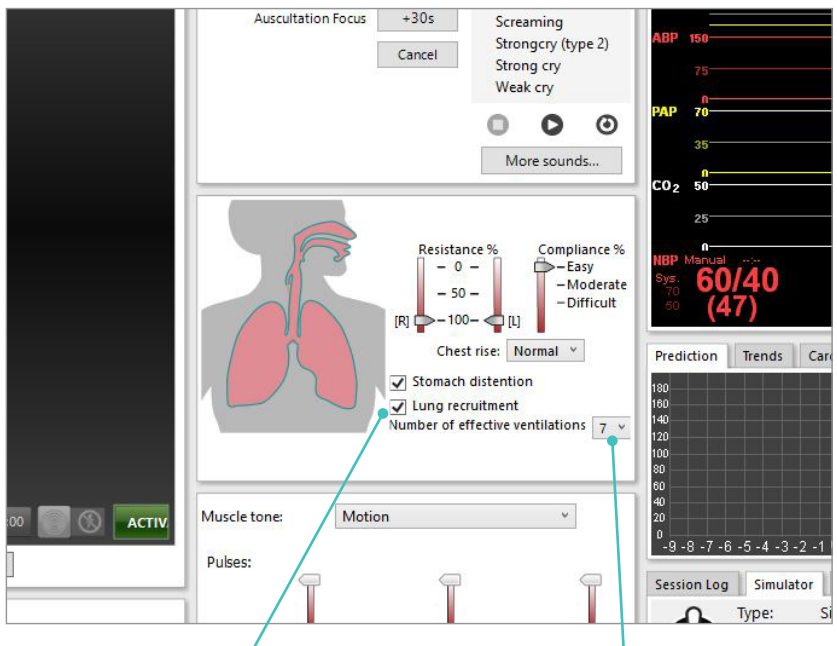 Auscultation Focus
+30s
Cancel
Screaming
Strongcry (type 2)
Strong cry
Weak cry
More sounds...
Resistance %
0
50
[R]
100
[L]
Compliance %
Easy
Moderate
Difficult
Chest rise:
Normal
Stomach distention
Lung recruitment
Number of effective ventilations
7
:00
ACTIV
Muscle tone:
Motion
Pulses:
ABP 150
75
0
PAP 70
35
0
CO2 50
25
0
NBP Manual --:--
Sys.
70
50
60/40
(47)
Prediction
Trends
Card
180
160
140
120
100
80
60
40
20
0
-9 -8 -7 -6 -5 -4 -3 -2 -1
Session Log
Simulator
Type:
Si